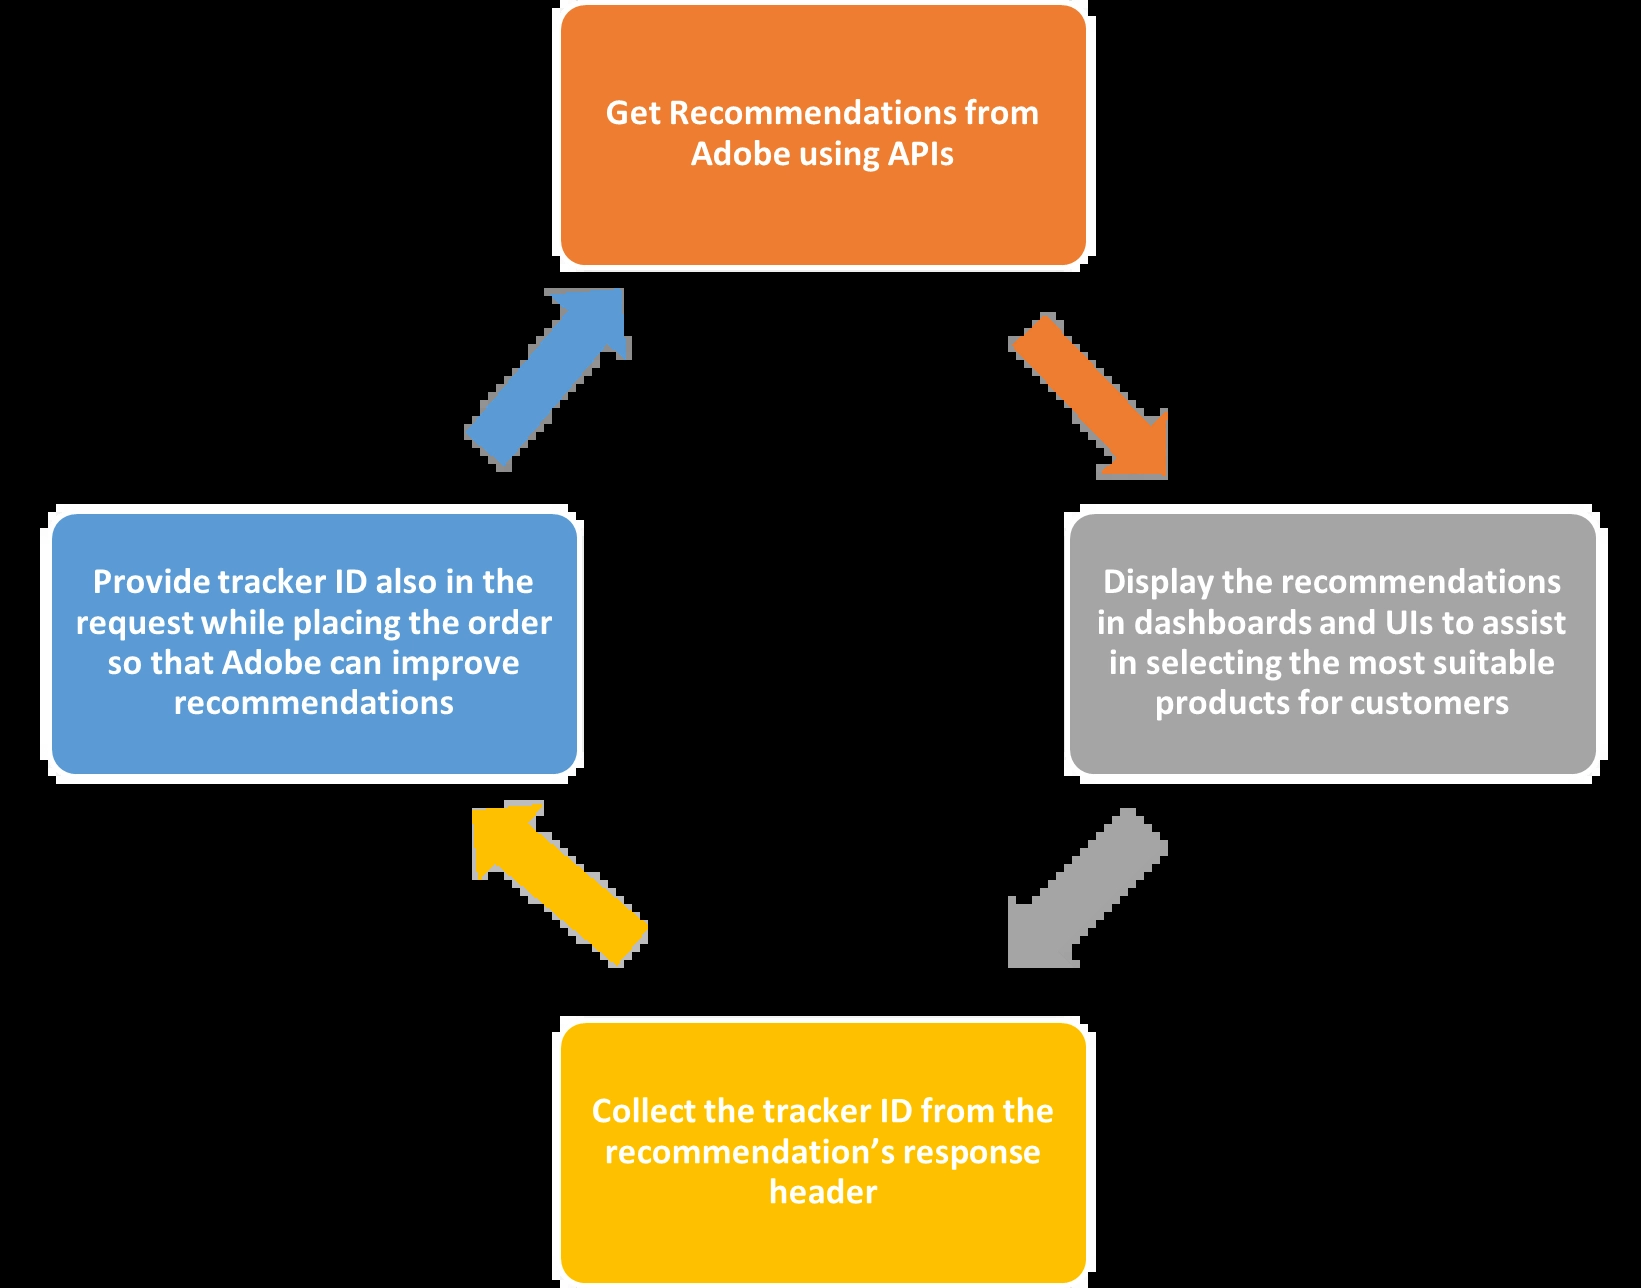 Get Recommendations from
Adobe using APIs
Display the recommendations
in dashboards and UIs to assist
in selecting the most suitable
products for customers
Collect the tracker ID from the
recommendation’s response
header
Provide tracker ID also in the
request while placing the order
so that Adobe can improve
recommendations